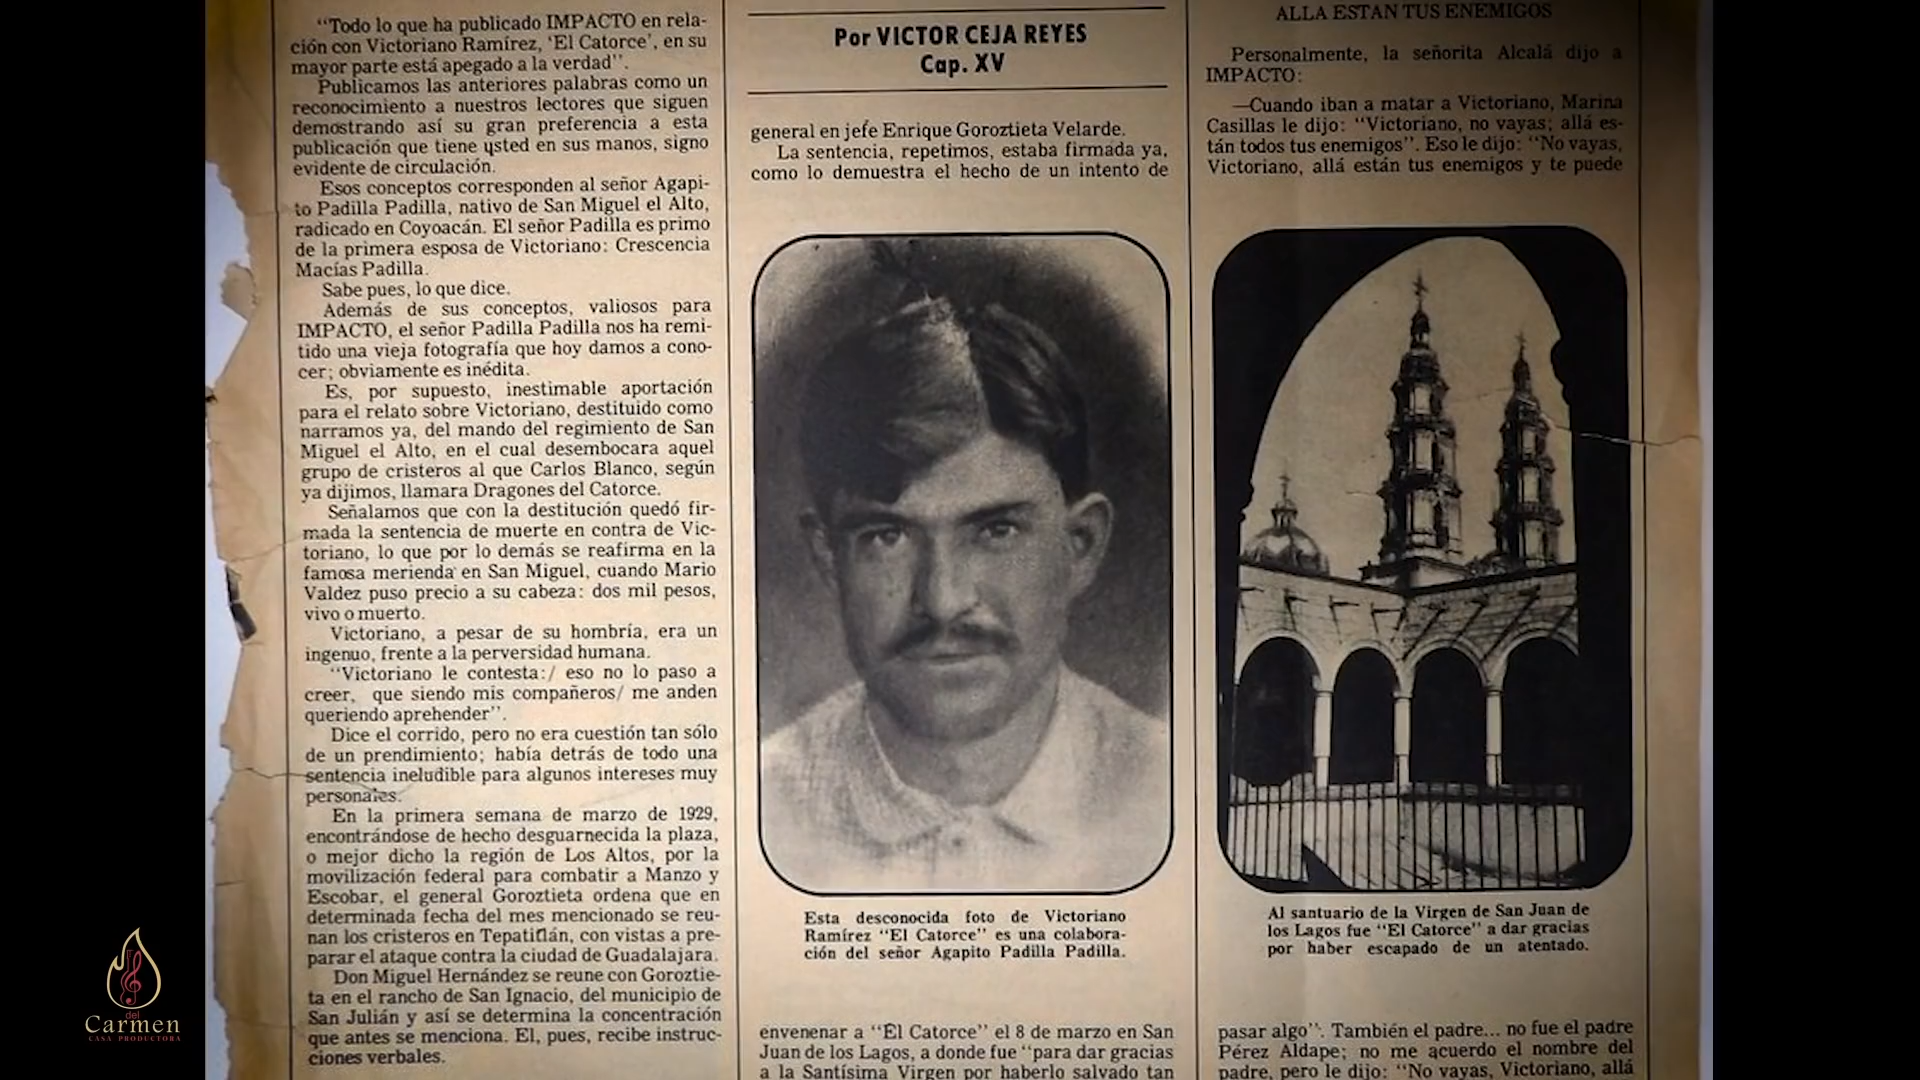 "Todo lo que ha publicado IMPACTO en rela-
ción con Victoriano Ramírez, 'El Catorce', en su
mayor parte está apegado a la verdad".
Publicamos las anteriores palabras como un
reconocimiento a nuestros lectores que siguen
demostrando así su gran preferencia a esta
publicación que tiene usted en sus manos, signo
evidente de circulación.
Esos conceptos corresponden al señor Agapi-
to Padilla Padilla, nativo de San Miguel el Alto,
radicado en Coyoacán. El señor Padilla es primo
de la primera esposa de Victoriano: Crescencia
Macías Padilla.
Sabe pues, lo que dice.
Además de sus conceptos, valiosos para
IMPACTO, el señor Padilla Padilla nos ha remi-
tido una vieja fotografía que hoy damos a cono-
cer; obviamente es inédita.
Es, por supuesto, inestimable aportación
para el relato sobre Victoriano, destituido como
narramos ya, del mando del regimiento de San
Miguel el Alto, en el cual desembocara aquel
grupo de cristeros al que Carlos Blanco, según
ya dijimos, llamara Dragones del Catorce.
Señalamos que con la destitución quedó fir-
mada la sentencia de muerte en contra de Vic-
toriano, lo que por lo demás se reafirma en la
famosa merienda en San Miguel, cuando Mario
Valdez puso precio a su cabeza: dos mil pesos,
vivo o muerto.
Victoriano, a pesar de su hombría, era un
ingenuo, frente a la perversidad humana.
"Victoriano le contesta:/ eso no lo paso a
creer, que siendo mis compañeros/ me anden
queriendo aprehender".
Dice el corrido, pero no era cuestión tan sólo
de un prendimiento; había detrás de todo una
sentencia ineludible para algunos intereses muy
personales.
En la primera semana de marzo de 1929,
encontrándose de hecho desguarnecida la plaza,
o mejor dicho la región de Los Altos, por la
movilización federal para combatir a Manzo y
Escobar, el general Goroztieta ordena que en
determinada fecha del mes mencionado se reu-
nan los cristeros en Tepatitlán, con vistas a pre-
parar el ataque contra la ciudad de Guadalajara.
Don Miguel Hernández se reune con Goroztie-
ta en el rancho de San Ignacio, del municipio de
San Julián y así se determina la concentración
que antes se menciona. El, pues, recibe instruc-
ciones verbales.
Por VICTOR CEJA REYES
Cap. XV
general en jefe Enrique Goroztieta Velarde.
La sentencia, repetimos, estaba firmada ya,
como lo demuestra el hecho de un intento de
Esta desconocida foto de Victoriano
Ramírez "El Catorce" es una colabora-
ción del señor Agapito Padilla Padilla.
envenenar a "El Catorce" el 8 de marzo en San
Juan de los Lagos, a donde fue "para dar gracias
a la Santísima Virgen por haberlo salvado tan
ALLA ESTAN TUS ENEMIGOS
Personalmente, la señorita Alcalá dijo a
IMPACTO:
—Cuando iban a matar a Victoriano, Marina
Casillas le dijo: "Victoriano, no vayas; allá es-
tán todos tus enemigos". Eso le dijo: "No vayas,
Victoriano, allá están tus enemigos y te puede
Al santuario de la Virgen de San Juan de
los Lagos fue "El Catorce" a dar gracias
por haber escapado de un atentado.
pasar algo". También el padre... no fue el padre
Pérez Aldape; no me acuerdo el nombre del
padre, pero le dijo: "No vayas, Victoriano, allá
del
Carmen
CASA PRODUCTORA